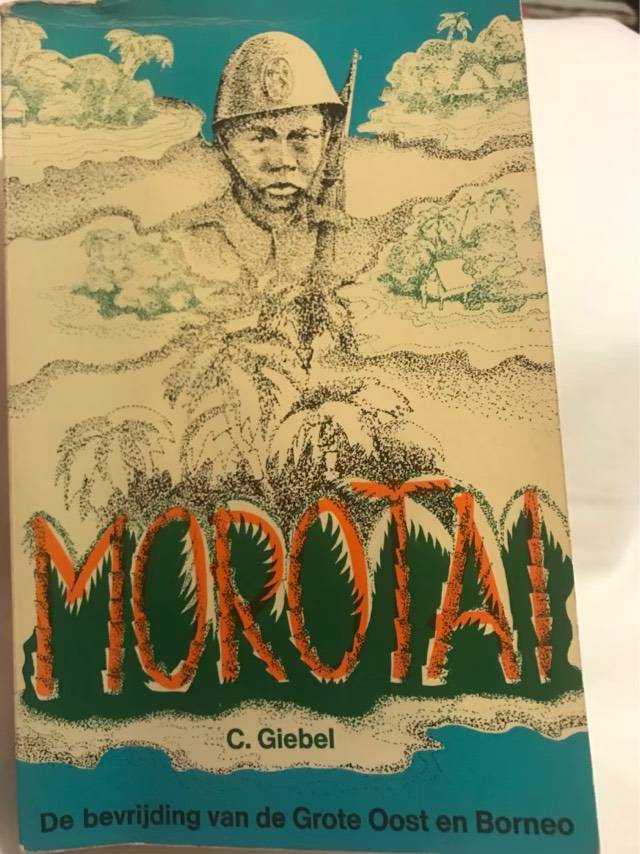 MOROTAI
C. Giebel
De bevrijding van de Grote Oost en Borneo